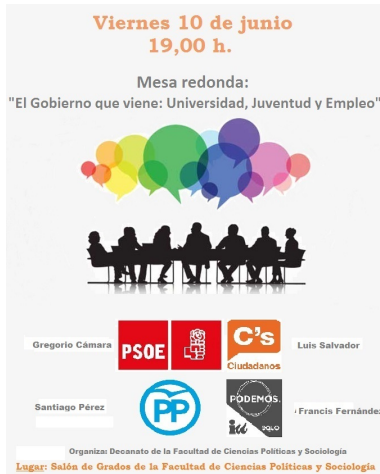 Viernes 10 de junio
19,00 h.
Mesa redonda:
"El Gobierno que viene: Universidad, Juventud y Empleo"
Gregorio Cámara
PSOE
C's
Ciudadanos
Luis Salvador
Santiago Pérez
PP
PODEMOS.
iu
EQUO
Francis Fernández
Organiza: Decanato de la Facultad de Ciencias Políticas y Sociología
Lugar: Salón de Grados de la Facultad de Ciencias Políticas y Sociología